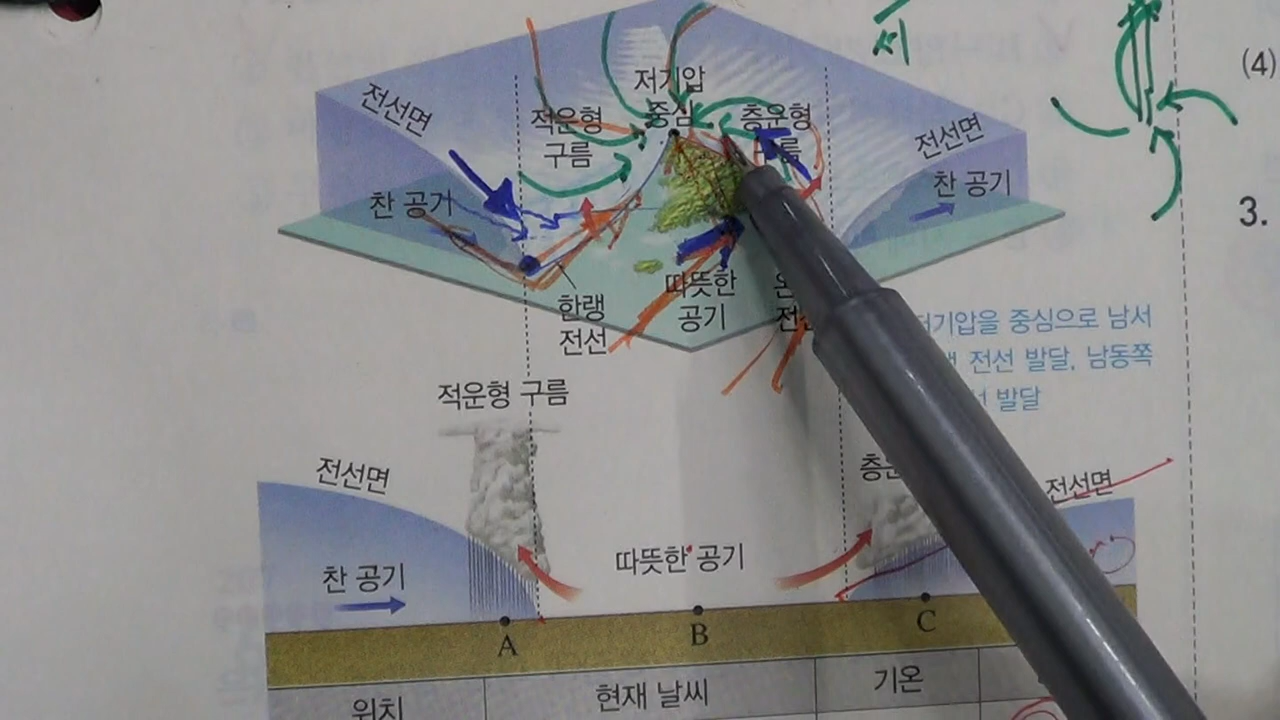 서
(4)
저기압
중심
전선면
적운형
구름
층운형
구름
전선면
찬 공기
찬 공기
3.
한랭
전선
따뜻한
공기
저기압을 중심으로 남서
전선 발달, 남동쪽
발달
적운형 구름
전선면
전선면
찬 공기
따뜻한 공기
A
B
C
위치
현재 날씨
기온